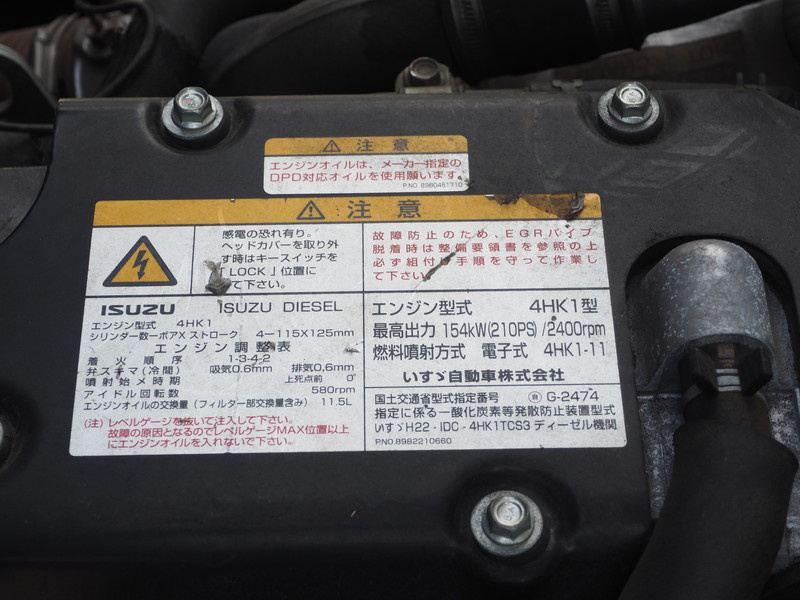 ⚠ 注意
エンジンオイルは、メーカー指定の
DPD対応オイルを使用願います。
P.NO. 8980461710
⚠ 注意
感電の恐れ有り。
ヘッドカバーを取り外
す時はキースイッチを
「LOCK」位置に
て下さい。
故障防止のため、EGRパイプ
脱着時は整備要領書を参照の上
必ず組付け手順を守って作業し
て下さい。
ISUZU ISUZU DIESEL
エンジン型式 4HK1
シリンダ数ーボアX ストローク 4ー115X125mm
エンジン調整表
着火順序 1-3-4-2
弁スキマ(冷間) 吸気0.6mm 排気0.6mm
噴射始メ時期 上死点前 0°
アイドル回転数 580rpm
エンジンオイルの交換量 (フィルター部交換量含み) 11.5L
(注) レベルゲージを抜いて注入して下さい。
故障の原因となるのでレベルゲージMAX位置以上
にエンジンオイルを入れないで下さい。
エンジン型式 4HK1型
最高出力 154kW(210PS) /2400rpm
燃料噴射方式 電子式 4HK1-11
いすゞ自動車株式会社
国土交通省型式指定番号 G-2474
指定に係る一酸化炭素等発散防止装置型式
いすゞH22 - IDC - 4HK1TCS3 ディーゼル機関
P.NO.8982210660